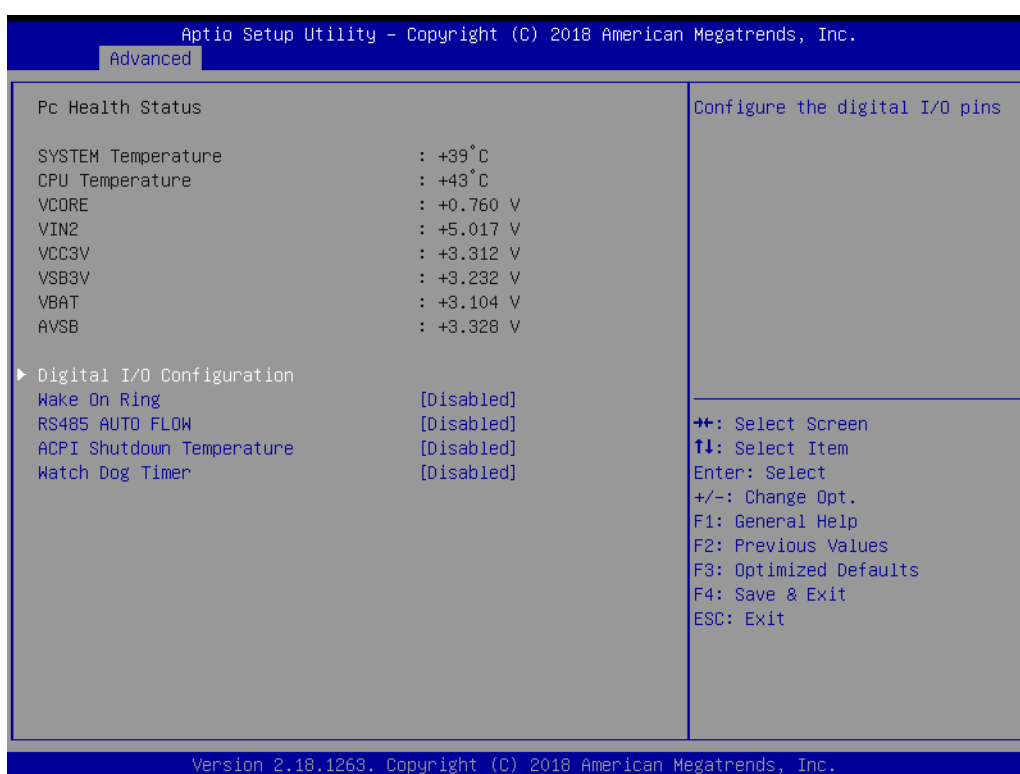 Aptio Setup Utility – Copyright (C) 2018 American Megatrends, Inc.
Advanced
Pc Health Status
SYSTEM Temperature : +39°C
CPU Temperature : +43°C
VCORE : +0.760 V
VIN2 : +5.017 V
VCC3V : +3.312 V
VSB3V : +3.232 V
VBAT : +3.104 V
AVSB : +3.328 V
▶ Digital I/O Configuration
Wake On Ring [Disabled]
RS485 AUTO FLOW [Disabled]
ACPI Shutdown Temperature [Disabled]
Watch Dog Timer [Disabled]
Configure the digital I/O pins
→←: Select Screen
↑↓: Select Item
Enter: Select
+/-: Change Opt.
F1: General Help
F2: Previous Values
F3: Optimized Defaults
F4: Save & Exit
ESC: Exit
Version 2.18.1263. Copyright (C) 2018 American Megatrends, Inc.